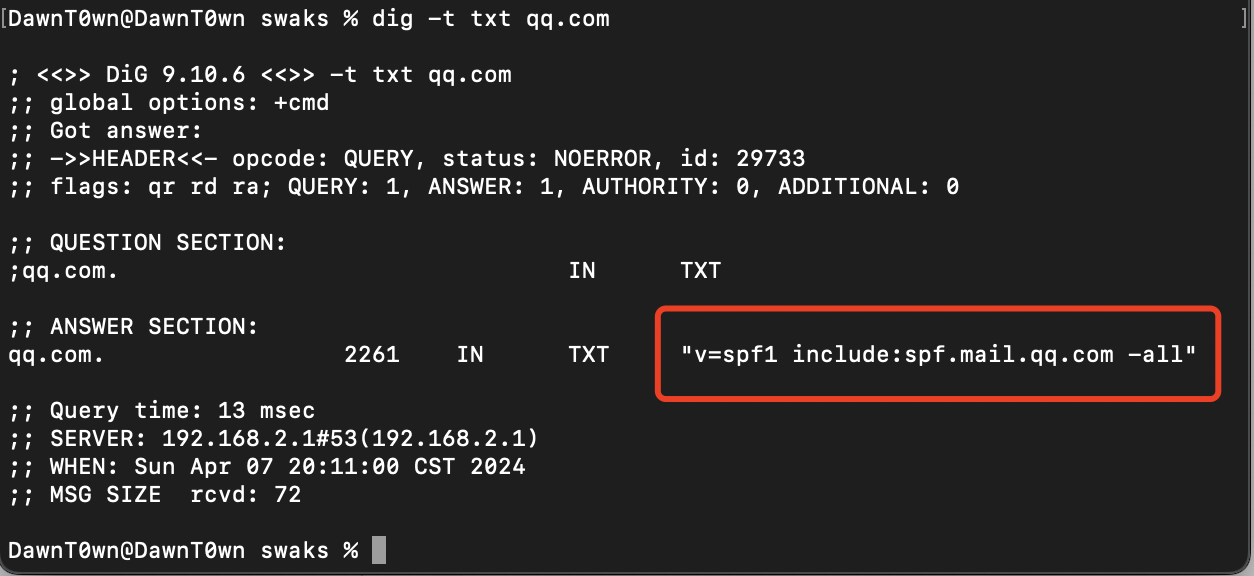 [DawnT0wn@DawnT0wn swaks % dig -t txt qq.com ]
; <<>> DiG 9.10.6 <<>> -t txt qq.com
;; global options: +cmd
;; Got answer:
;; ->>HEADER<<- opcode: QUERY, status: NOERROR, id: 29733
;; flags: qr rd ra; QUERY: 1, ANSWER: 1, AUTHORITY: 0, ADDITIONAL: 0
;; QUESTION SECTION:
;qq.com. IN TXT
;; ANSWER SECTION:
qq.com. 2261 IN TXT "v=spf1 include:spf.mail.qq.com -all"
;; Query time: 13 msec
;; SERVER: 192.168.2.1#53(192.168.2.1)
;; WHEN: Sun Apr 07 20:11:00 CST 2024
;; MSG SIZE rcvd: 72
DawnT0wn@DawnT0wn swaks %